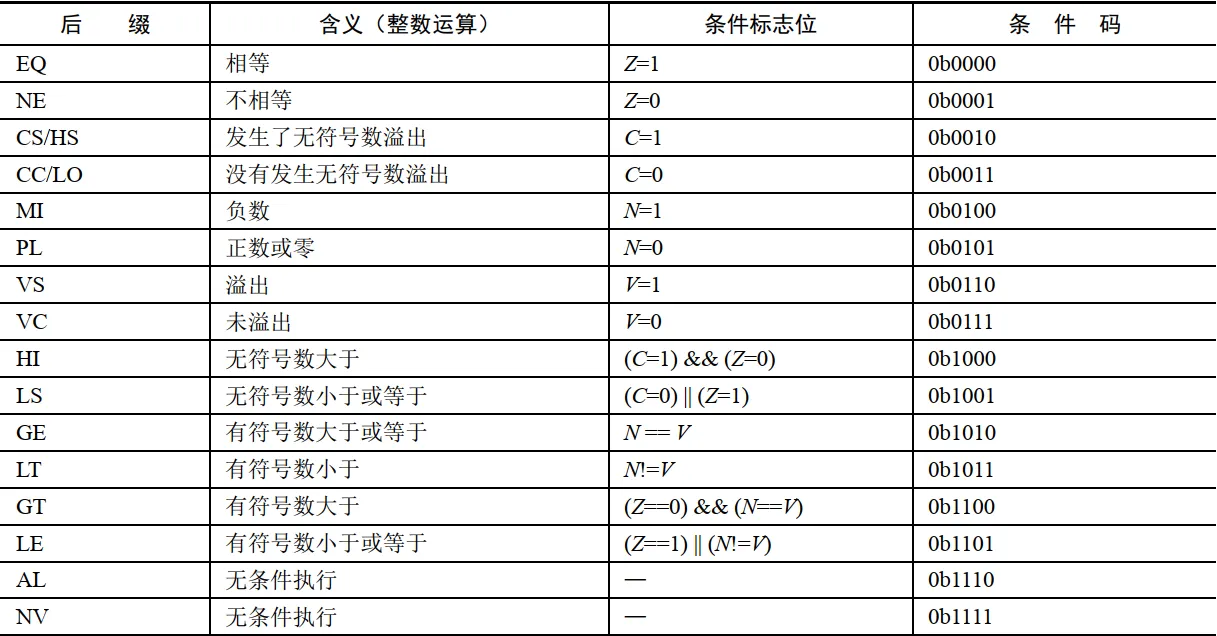 后 缀 含义（整数运算） 条件标志位 条 件 码
EQ 相等 Z=1 0b0000
NE 不相等 Z=0 0b0001
CS/HS 发生了无符号数溢出 C=1 0b0010
CC/LO 没有发生无符号数溢出 C=0 0b0011
MI 负数 N=1 0b0100
PL 正数或零 N=0 0b0101
VS 溢出 V=1 0b0110
VC 未溢出 V=0 0b0111
HI 无符号数大于 (C=1) && (Z=0) 0b1000
LS 无符号数小于或等于 (C=0) || (Z=1) 0b1001
GE 有符号数大于或等于 N == V 0b1010
LT 有符号数小于 N!=V 0b1011
GT 有符号数大于 (Z==0) && (N==V) 0b1100
LE 有符号数小于或等于 (Z==1) || (N!=V) 0b1101
AL 无条件执行 — 0b1110
NV 无条件执行 — 0b1111